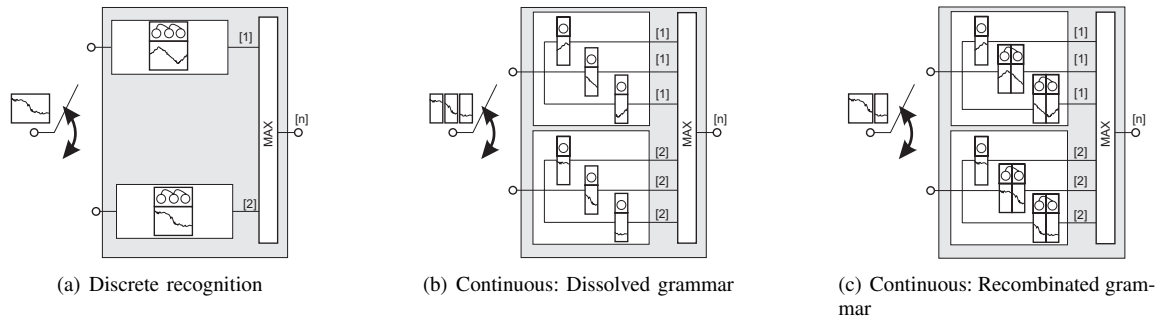 [1]
[2]
MAX
[n]
(a) Discrete recognition
[1]
[1]
[1]
[2]
[2]
[2]
MAX
[n]
(b) Continuous: Dissolved grammar
[1]
[1]
[1]
[2]
[2]
[2]
MAX
[n]
(c) Continuous: Recombinated gram-
mar